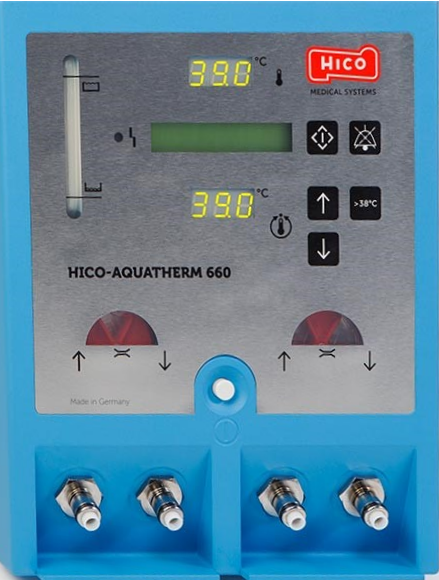 39.0 °C
HICO
MEDICAL SYSTEMS
39.0 °C
>38°C
HICO-AQUATHERM 660
Made in Germany